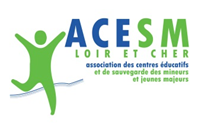 ACESM
LOIR ET CHER
association des centres éducatifs
et de sauvegarde des mineurs
et jeunes majeurs